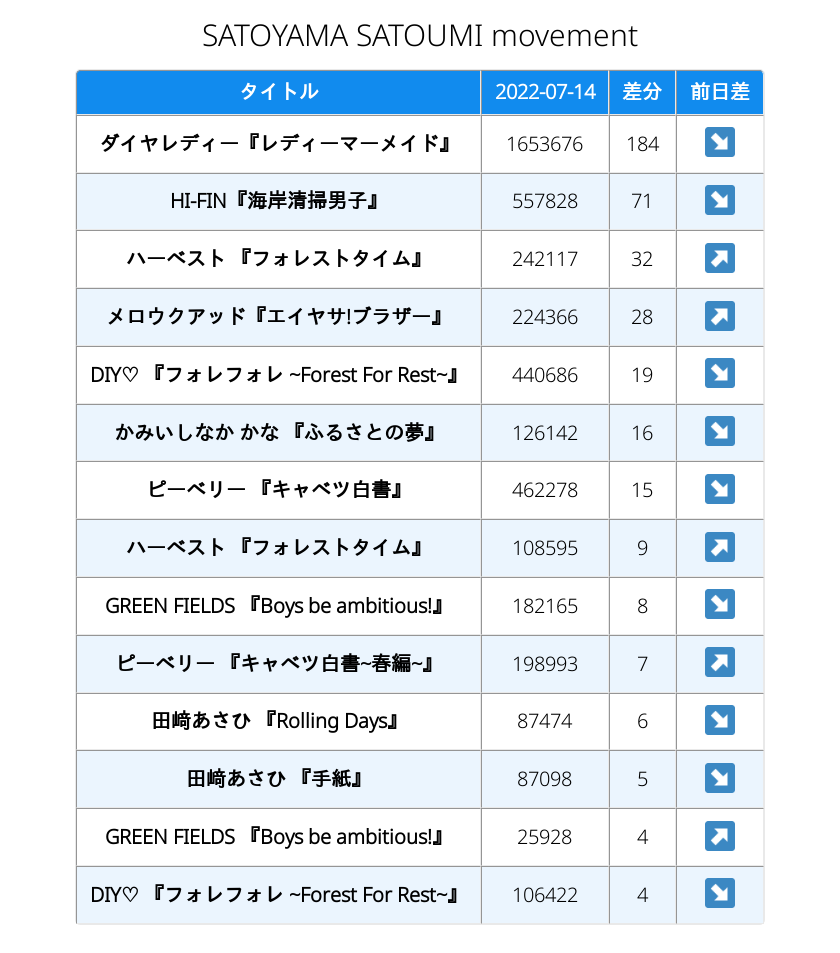 SATOYAMA SATOUMI movement
タイトル 2022-07-14 差分 前日差
ダイヤレディー『レディーマーメイド』 1653676 184 ↘
HI-FIN『海岸清掃男子』 557828 71 ↘
ハーベスト 『フォレストタイム』 242117 32 ↗
メロウクアッド『エイヤサ!ブラザー』 224366 28 ↗
DIY♡ 『フォレフォレ ~Forest For Rest~』 440686 19 ↘
かみいしなか かな 『ふるさとの夢』 126142 16 ↘
ピーベリー 『キャベツ白書』 462278 15 ↘
ハーベスト 『フォレストタイム』 108595 9 ↗
GREEN FIELDS 『Boys be ambitious!』 182165 8 ↘
ピーベリー 『キャベツ白書~春編~』 198993 7 ↗
田﨑あさひ 『Rolling Days』 87474 6 ↘
田﨑あさひ 『手紙』 87098 5 ↘
GREEN FIELDS 『Boys be ambitious!』 25928 4 ↗
DIY♡ 『フォレフォレ ~Forest For Rest~』 106422 4 ↘